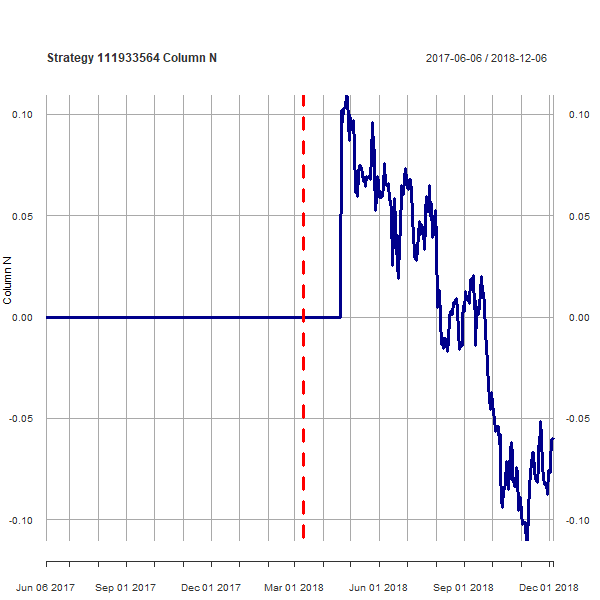 Strategy 111933564 Column N
2017-06-06 / 2018-12-06
0.10
0.10
0.05
0.05
0.00
0.00
-0.05
-0.05
-0.10
-0.10
Column N
Jun 06 2017
Sep 01 2017
Dec 01 2017
Mar 01 2018
Jun 01 2018
Sep 01 2018
Dec 01 2018